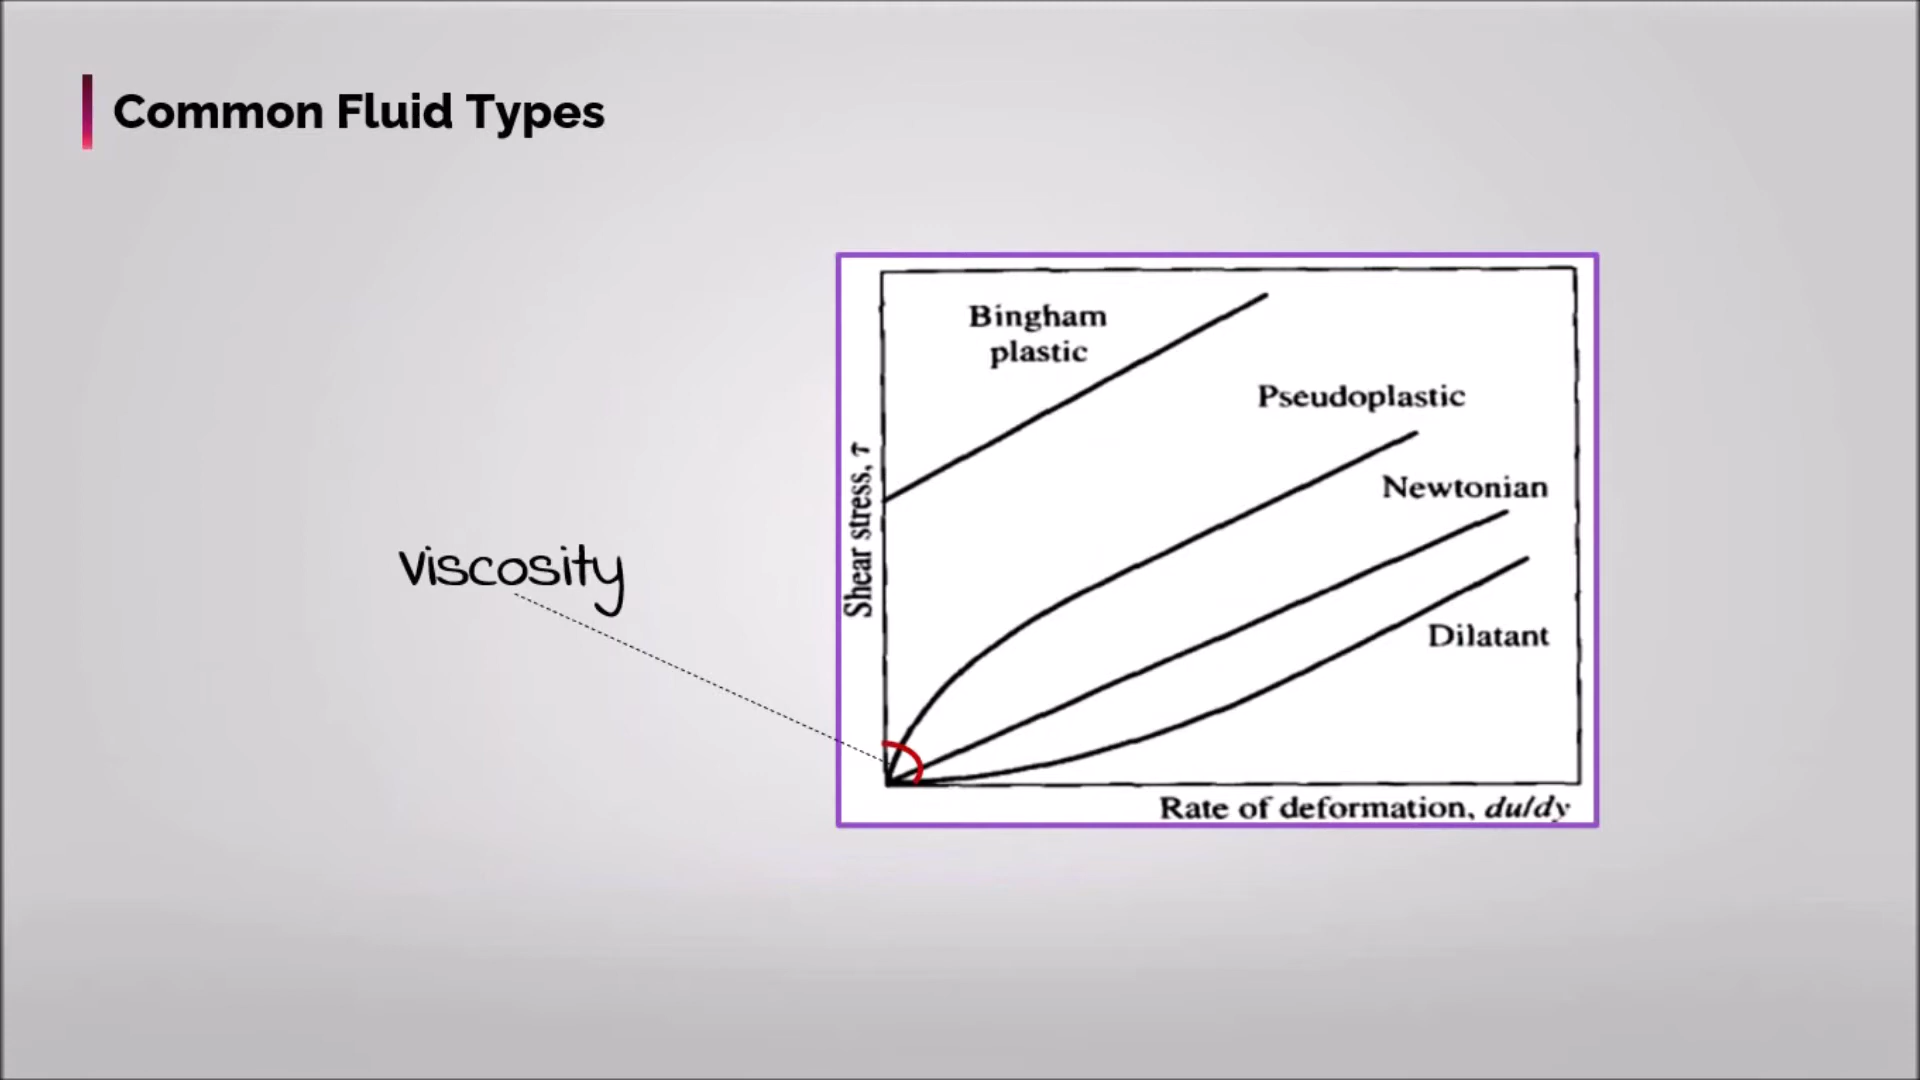 Common Fluid Types
Bingham
plastic
Pseudoplastic
Newtonian
Dilatant
Shear stress, τ
Rate of deformation, du/dy
Viscosity